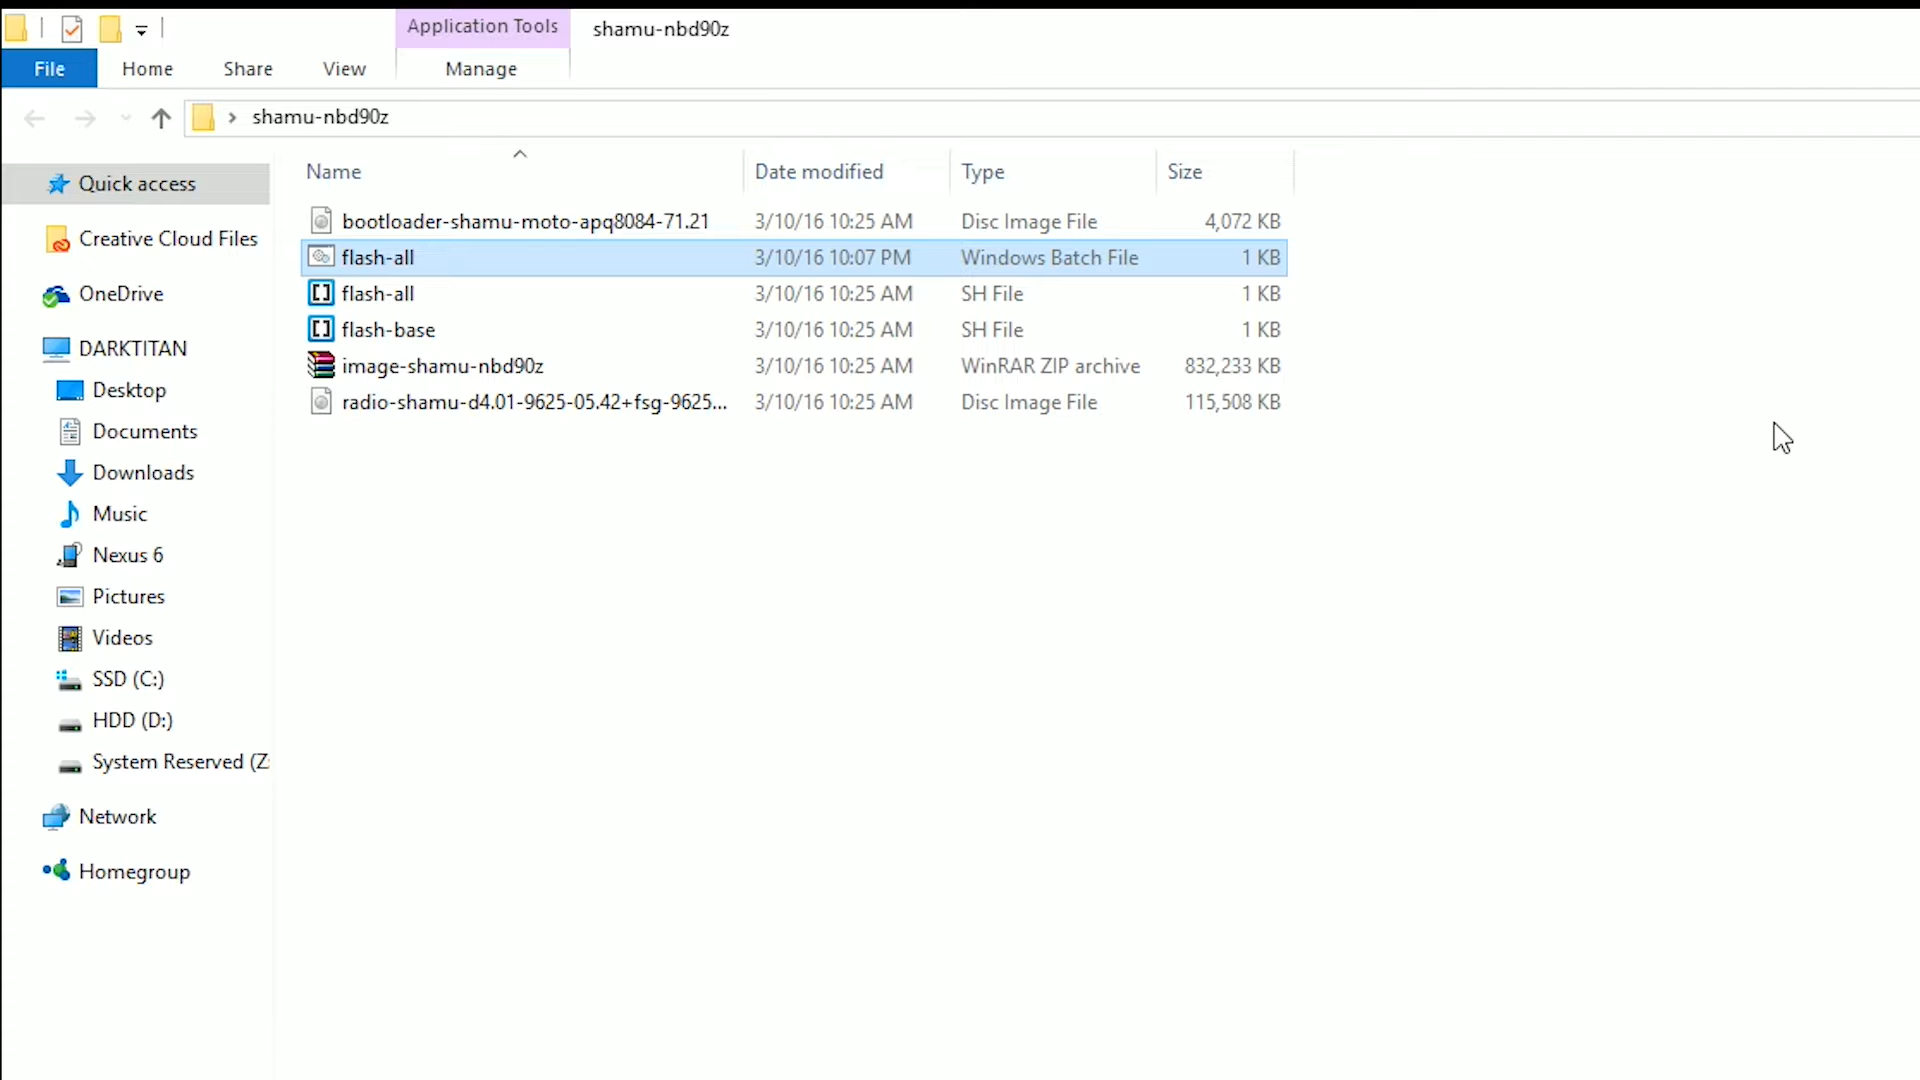 Application Tools
shamu-nbd90z
File
Home
Share
View
Manage
shamu-nbd90z
Name
Date modified
Type
Size
bootloader-shamu-moto-apq8084-71.21 3/10/16 10:25 AM Disc Image File 4,072 KB
flash-all 3/10/16 10:07 PM Windows Batch File 1 KB
flash-all 3/10/16 10:25 AM SH File 1 KB
flash-base 3/10/16 10:25 AM SH File 1 KB
image-shamu-nbd90z 3/10/16 10:25 AM WinRAR ZIP archive 832,233 KB
radio-shamu-d4.01-9625-05.42+fsg-9625... 3/10/16 10:25 AM Disc Image File 115,508 KB
Quick access
Creative Cloud Files
OneDrive
DARKTITAN
Desktop
Documents
Downloads
Music
Nexus 6
Pictures
Videos
SSD (C:)
HDD (D:)
System Reserved (Z:
Network
Homegroup